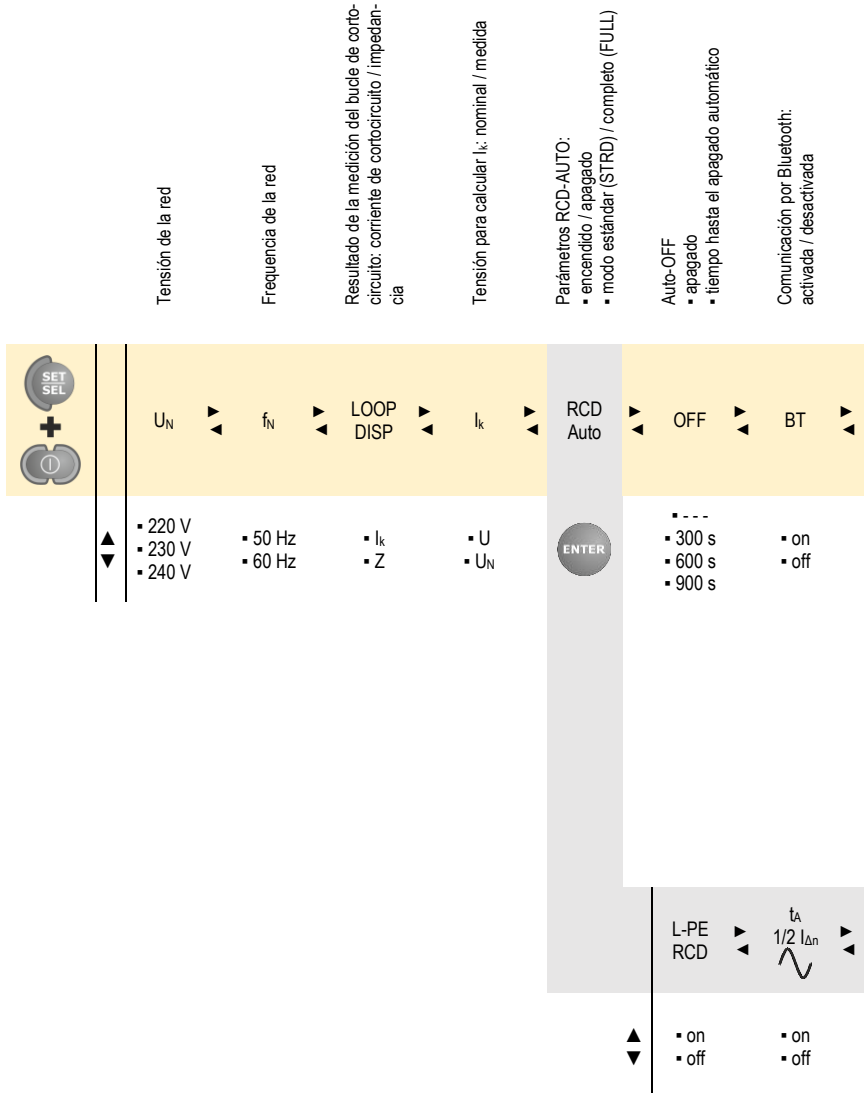 Tensión de la red
Frequencia de la red
Resultado de la medición del bucle de corto-
circuito: corriente de cortocircuito / impedan-
cia
Tensión para calcular Ik: nominal / medida
Parámetros RCD-AUTO:
▪ encendido / apagado
▪ modo estándar (STRD) / completo (FULL)
Auto-OFF
▪ apagado
▪ tiempo hasta el apagado automático
Comunicación por Bluetooth:
activada / desactivada
SET
SEL
+
UN ► ◄ fN ► ◄ LOOP DISP ► ◄ Ik ► ◄ RCD Auto ► ◄ OFF ► ◄ BT ► ◄
▲
▼
▪ 220 V
▪ 230 V
▪ 240 V
▪ 50 Hz
▪ 60 Hz
▪ Ik
▪ Z
▪ U
▪ UN
ENTER
▪ - - -
▪ 300 s
▪ 600 s
▪ 900 s
▪ on
▪ off
L-PE
RCD
► ◄
tA
1/2 IΔn
► ◄
▲
▼
▪ on
▪ off
▪ on
▪ off